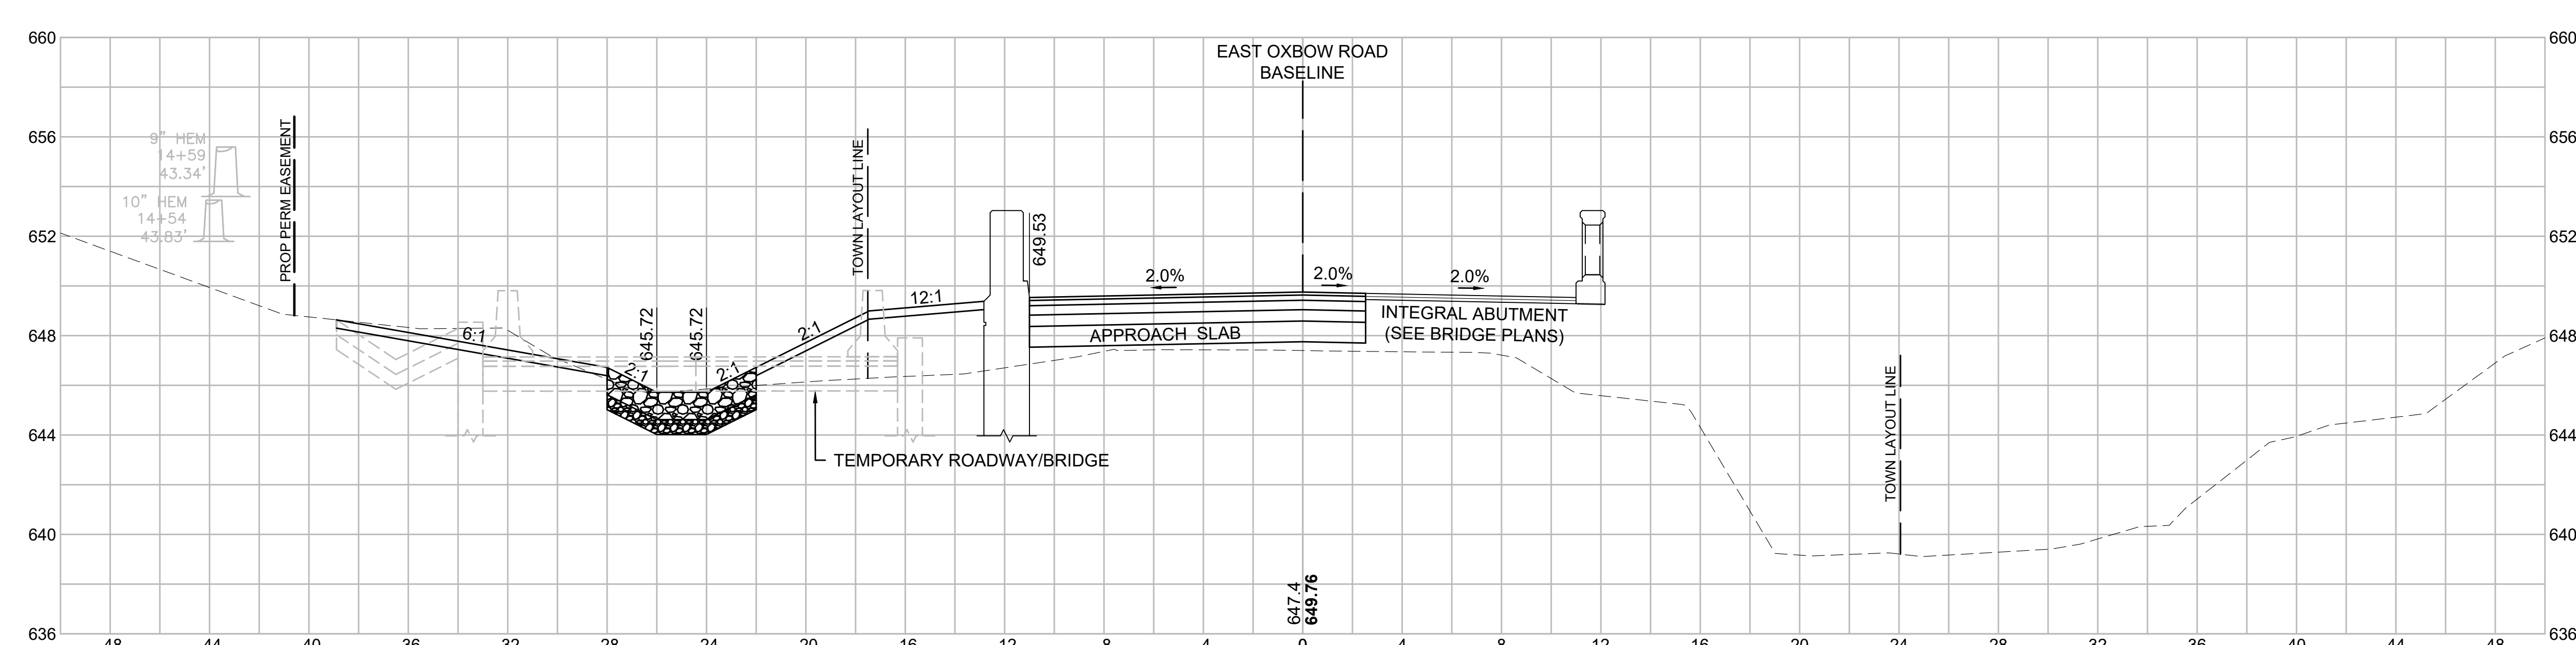 660
656
652
648
644
640
636
EAST OXBOW ROAD
BASELINE
9" HEM
14+59
43.34'
10" HEM
14+54
43.83'
PROP PERM EASEMENT
TOWN LAYOUT LINE
649.53
2.0%
2.0%
2.0%
12:1
2:1
6:1
645.72
645.72
2:1
2:1
APPROACH SLAB
INTEGRAL ABUTMENT
(SEE BRIDGE PLANS)
TEMPORARY ROADWAY/BRIDGE
TOWN LAYOUT LINE
647.4
649.76
660
656
652
648
644
640
636
48 44 40 36 32 28 24 20 16 12 8 4 0 4 8 12 16 20 24 28 32 36 40 44 48